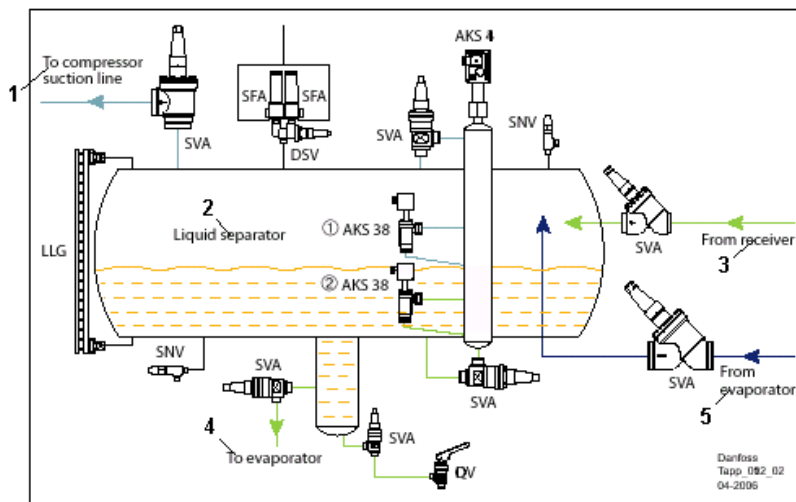 To compressor
1 suction line
SVA
SFA SFA
DSV
AKS 4
SVA
SNV
2
Liquid separator
① AKS 38
② AKS 38
LLG
SVA
From receiver
3
SNV
SVA
SVA
SVA
From
evaporator
5
4
To evaporator
SVA
QV
Danfoss
04-2006